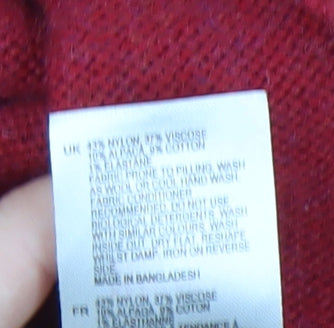 UK 43% NYLON, 37% VISCOSE
10% ALPACA, 9% COTTON
1% ELASTANE
FABRIC PRONE TO PILLING, WASH
AS WOOL OR COOL HAND WASH
FABRIC CONDITIONER
RECOMMENDED, DO NOT USE
BIOLOGICAL DETERGENTS, WASH
WITH SIMILAR COLOURS, WASH
INSIDE OUT, DRY FLAT, RESHAPE
WHILST DAMP, IRON ON REVERSE
SIDE
MADE IN BANGLADESH
FR 43% NYLON, 37% VISCOSE
10% ALPAGA, 9% COTON
1% ÉLASTHANNE